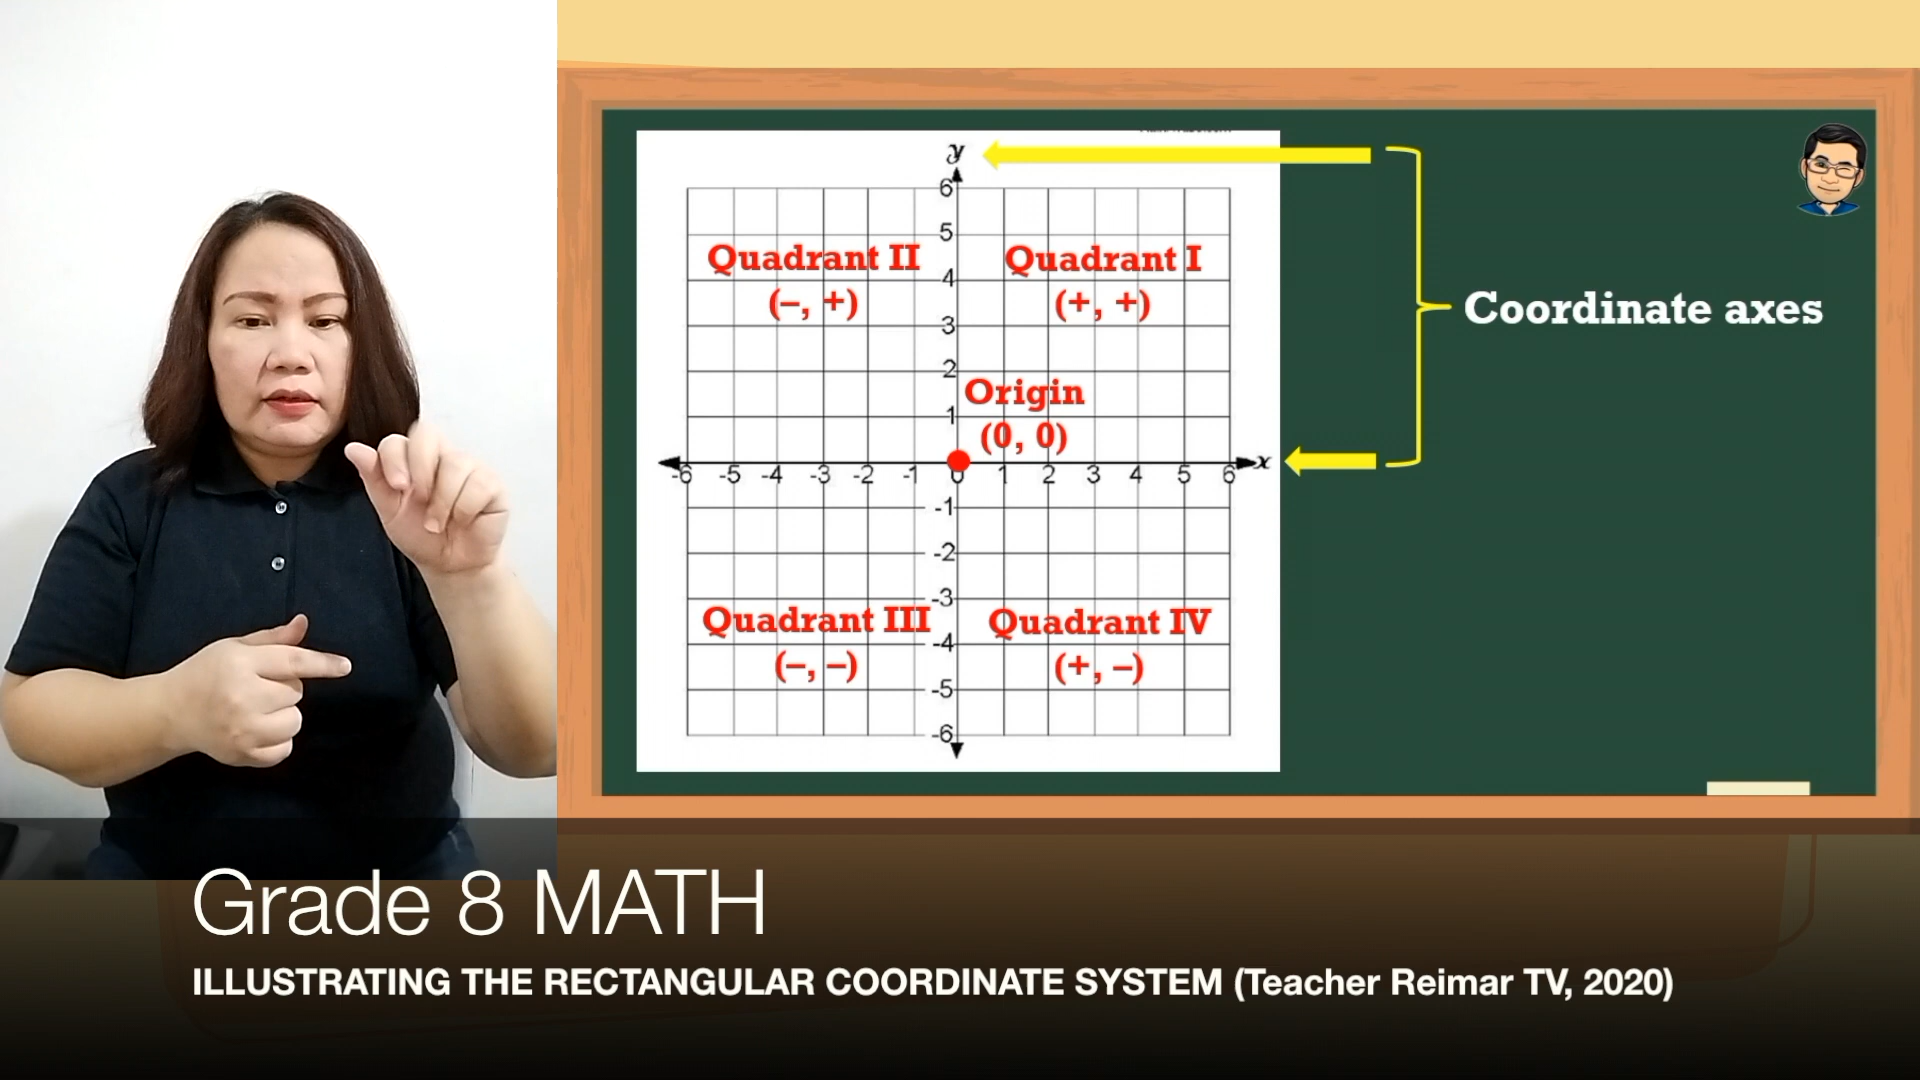 y
6
5
Quadrant II
Quadrant I
4
(–, +)
(+, +)
3
Coordinate axes
2
Origin
1
(0, 0)
x
-6 -5 -4 -3 -2 -1 0 1 2 3 4 5 6
-1
-2
-3
Quadrant III
Quadrant IV
-4
(–, –)
(+, –)
-5
-6
Grade 8 MATH
ILLUSTRATING THE RECTANGULAR COORDINATE SYSTEM (Teacher Reimar TV, 2020)